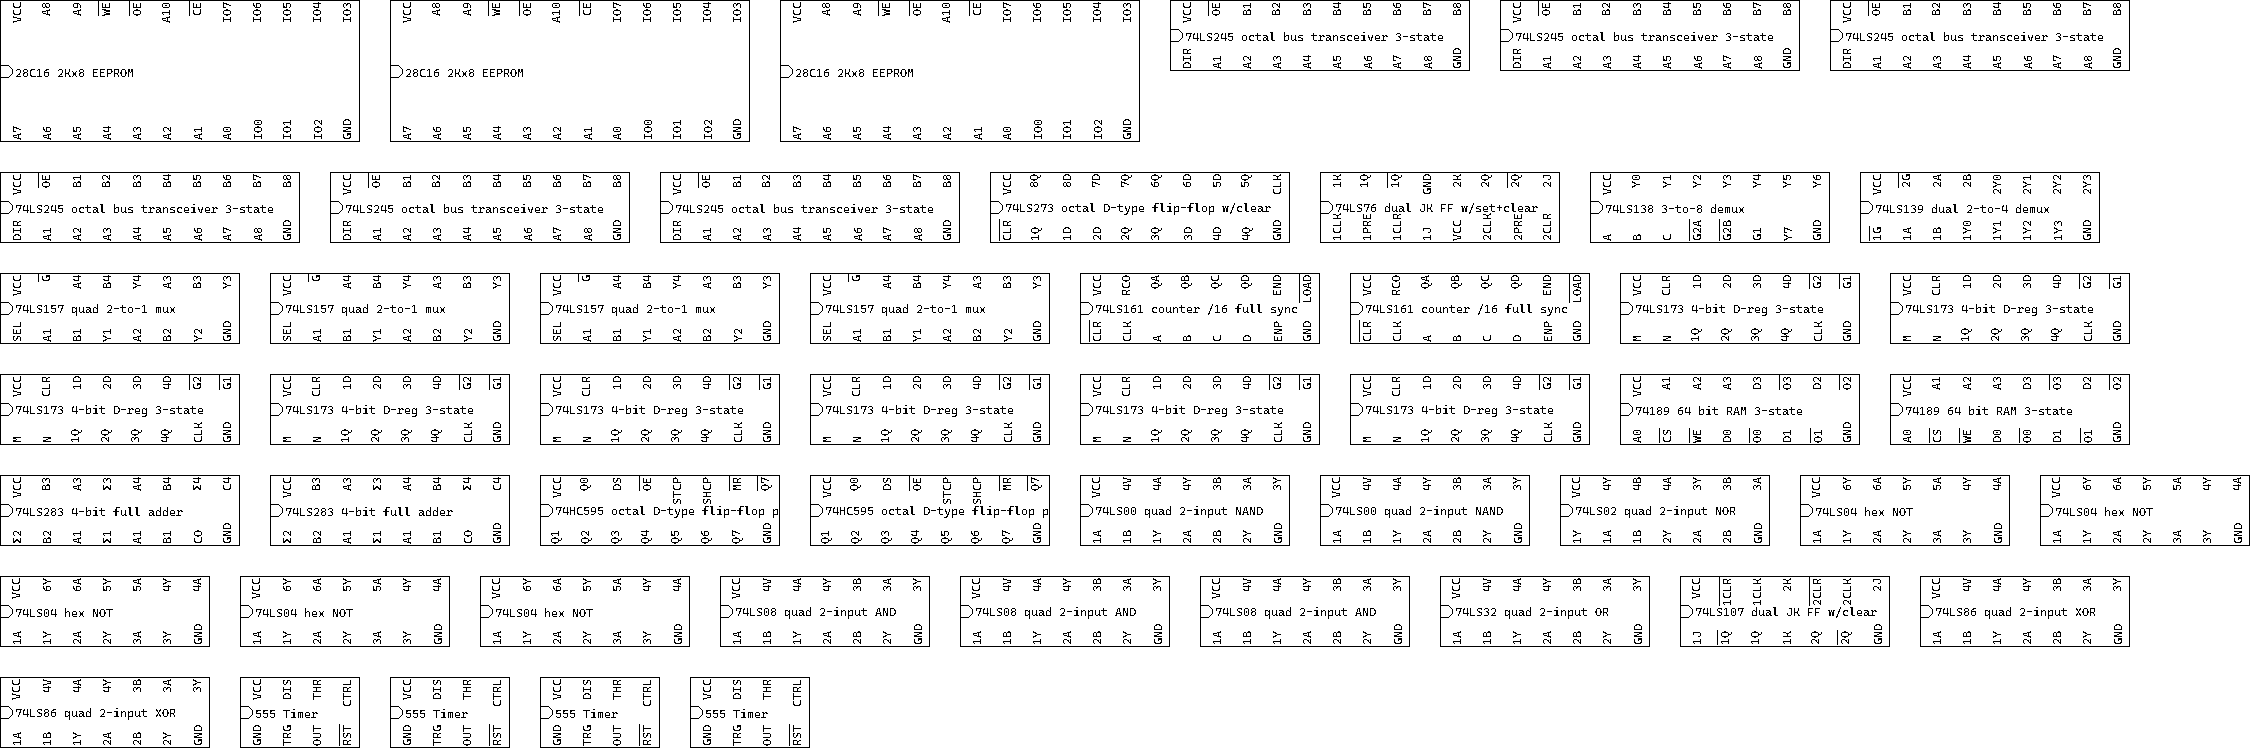 VCC A8 A9 WE OE A10 CE IO7 IO6 IO5 IO4 IO3
28C16 2Kx8 EEPROM
A7 A6 A5 A4 A3 A2 A1 A0 IO0 IO1 IO2 GND
VCC A8 A9 WE OE A10 CE IO7 IO6 IO5 IO4 IO3
28C16 2Kx8 EEPROM
A7 A6 A5 A4 A3 A2 A1 A0 IO0 IO1 IO2 GND
VCC A8 A9 WE OE A10 CE IO7 IO6 IO5 IO4 IO3
28C16 2Kx8 EEPROM
A7 A6 A5 A4 A3 A2 A1 A0 IO0 IO1 IO2 GND
VCC OE B1 B2 B3 B4 B5 B6 B7 B8
74LS245 octal bus transceiver 3-state
DIR A1 A2 A3 A4 A5 A6 A7 A8 GND
VCC OE B1 B2 B3 B4 B5 B6 B7 B8
74LS245 octal bus transceiver 3-state
DIR A1 A2 A3 A4 A5 A6 A7 A8 GND
VCC OE B1 B2 B3 B4 B5 B6 B7 B8
74LS245 octal bus transceiver 3-state
DIR A1 A2 A3 A4 A5 A6 A7 A8 GND
VCC OE B1 B2 B3 B4 B5 B6 B7 B8
74LS245 octal bus transceiver 3-state
DIR A1 A2 A3 A4 A5 A6 A7 A8 GND
VCC OE B1 B2 B3 B4 B5 B6 B7 B8
74LS245 octal bus transceiver 3-state
DIR A1 A2 A3 A4 A5 A6 A7 A8 GND
VCC OE B1 B2 B3 B4 B5 B6 B7 B8
74LS245 octal bus transceiver 3-state
DIR A1 A2 A3 A4 A5 A6 A7 A8 GND
VCC 8Q 8D 7D 7Q 6Q 6D 5D 5Q CLK
74LS273 octal D-type flip-flop w/clear
CLR 1Q 1D 2D 2Q 3Q 3D 4D 4Q GND
1K 1Q 1Q GND 2K 2Q 2Q 2J
74LS76 dual JK FF w/set+clear
1CLK 1PRE 1CLR 1J VCC 2CLK 2PRE 2CLR
VCC Y0 Y1 Y2 Y3 Y4 Y5 Y6
74LS138 3-to-8 demux
A B C G2A G2B G1 Y7 GND
VCC 2G 2A 2B 2Y0 2Y1 2Y2 2Y3
74LS139 dual 2-to-4 demux
1G 1A 1B 1Y0 1Y1 1Y2 1Y3 GND
VCC G A4 B4 Y4 A3 B3 Y3
74LS157 quad 2-to-1 mux
SEL A1 B1 Y1 A2 B2 Y2 GND
VCC G A4 B4 Y4 A3 B3 Y3
74LS157 quad 2-to-1 mux
SEL A1 B1 Y1 A2 B2 Y2 GND
VCC G A4 B4 Y4 A3 B3 Y3
74LS157 quad 2-to-1 mux
SEL A1 B1 Y1 A2 B2 Y2 GND
VCC G A4 B4 Y4 A3 B3 Y3
74LS157 quad 2-to-1 mux
SEL A1 B1 Y1 A2 B2 Y2 GND
VCC RCO QA QB QC QD END LOAD
74LS161 counter /16 full sync
CLR CLK A B C D ENP GND
VCC RCO QA QB QC QD END LOAD
74LS161 counter /16 full sync
CLR CLK A B C D ENP GND
VCC CLR 1D 2D 3D 4D G2 G1
74LS173 4-bit D-reg 3-state
M N 1Q 2Q 3Q 4Q CLK GND
VCC CLR 1D 2D 3D 4D G2 G1
74LS173 4-bit D-reg 3-state
M N 1Q 2Q 3Q 4Q CLK GND
VCC CLR 1D 2D 3D 4D G2 G1
74LS173 4-bit D-reg 3-state
M N 1Q 2Q 3Q 4Q CLK GND
VCC CLR 1D 2D 3D 4D G2 G1
74LS173 4-bit D-reg 3-state
M N 1Q 2Q 3Q 4Q CLK GND
VCC CLR 1D 2D 3D 4D G2 G1
74LS173 4-bit D-reg 3-state
M N 1Q 2Q 3Q 4Q CLK GND
VCC CLR 1D 2D 3D 4D G2 G1
74LS173 4-bit D-reg 3-state
M N 1Q 2Q 3Q 4Q CLK GND
VCC CLR 1D 2D 3D 4D G2 G1
74LS173 4-bit D-reg 3-state
M N 1Q 2Q 3Q 4Q CLK GND
VCC CLR 1D 2D 3D 4D G2 G1
74LS173 4-bit D-reg 3-state
M N 1Q 2Q 3Q 4Q CLK GND
VCC A1 A2 A3 D3 O3 D2 O2
74189 64 bit RAM 3-state
A0 CS WE D0 O0 D1 O1 GND
VCC A1 A2 A3 D3 O3 D2 O2
74189 64 bit RAM 3-state
A0 CS WE D0 O0 D1 O1 GND
VCC B3 A3 Σ3 A4 B4 Σ4 C4
74LS283 4-bit full adder
Σ2 B2 A1 Σ1 A1 B1 C0 GND
VCC B3 A3 Σ3 A4 B4 Σ4 C4
74LS283 4-bit full adder
Σ2 B2 A1 Σ1 A1 B1 C0 GND
VCC Q0 DS OE STCP SHCP MR Q7
74HC595 octal D-type flip-flop p
Q1 Q2 Q3 Q4 Q5 Q6 Q7 GND
VCC Q0 DS OE STCP SHCP MR Q7
74HC595 octal D-type flip-flop p
Q1 Q2 Q3 Q4 Q5 Q6 Q7 GND
VCC 4V 4A 4Y 3B 3A 3Y
74LS00 quad 2-input NAND
1A 1B 1Y 2A 2B 2Y GND
VCC 4V 4A 4Y 3B 3A 3Y
74LS00 quad 2-input NAND
1A 1B 1Y 2A 2B 2Y GND
VCC 4Y 4B 4A 3Y 3B 3A
74LS02 quad 2-input NOR
1Y 1A 1B 2Y 2A 2B GND
VCC 6Y 6A 5Y 5A 4Y 4A
74LS04 hex NOT
1A 1Y 2A 2Y 3A 3Y GND
VCC 6Y 6A 5Y 5A 4Y 4A
74LS04 hex NOT
1A 1Y 2A 2Y 3A 3Y GND
VCC 6Y 6A 5Y 5A 4Y 4A
74LS04 hex NOT
1A 1Y 2A 2Y 3A 3Y GND
VCC 6Y 6A 5Y 5A 4Y 4A
74LS04 hex NOT
1A 1Y 2A 2Y 3A 3Y GND
VCC 6Y 6A 5Y 5A 4Y 4A
74LS04 hex NOT
1A 1Y 2A 2Y 3A 3Y GND
VCC 4V 4A 4Y 3B 3A 3Y
74LS08 quad 2-input AND
1A 1B 1Y 2A 2B 2Y GND
VCC 4V 4A 4Y 3B 3A 3Y
74LS08 quad 2-input AND
1A 1B 1Y 2A 2B 2Y GND
VCC 4V 4A 4Y 3B 3A 3Y
74LS08 quad 2-input AND
1A 1B 1Y 2A 2B 2Y GND
VCC 4V 4A 4Y 3B 3A 3Y
74LS32 quad 2-input OR
1A 1B 1Y 2A 2B 2Y GND
VCC 1CLR 1CLK 2K 2CLR 2CLK 2J
74LS107 dual JK FF w/clear
1J 1Q 1Q 1K 2Q 2Q GND
VCC 4V 4A 4Y 3B 3A 3Y
74LS86 quad 2-input XOR
1A 1B 1Y 2A 2B 2Y GND
VCC 4V 4A 4Y 3B 3A 3Y
74LS86 quad 2-input XOR
1A 1B 1Y 2A 2B 2Y GND
VCC DIS THR CTRL
555 Timer
GND TRG OUT RST
VCC DIS THR CTRL
555 Timer
GND TRG OUT RST
VCC DIS THR CTRL
555 Timer
GND TRG OUT RST
VCC DIS THR CTRL
555 Timer
GND TRG OUT RST